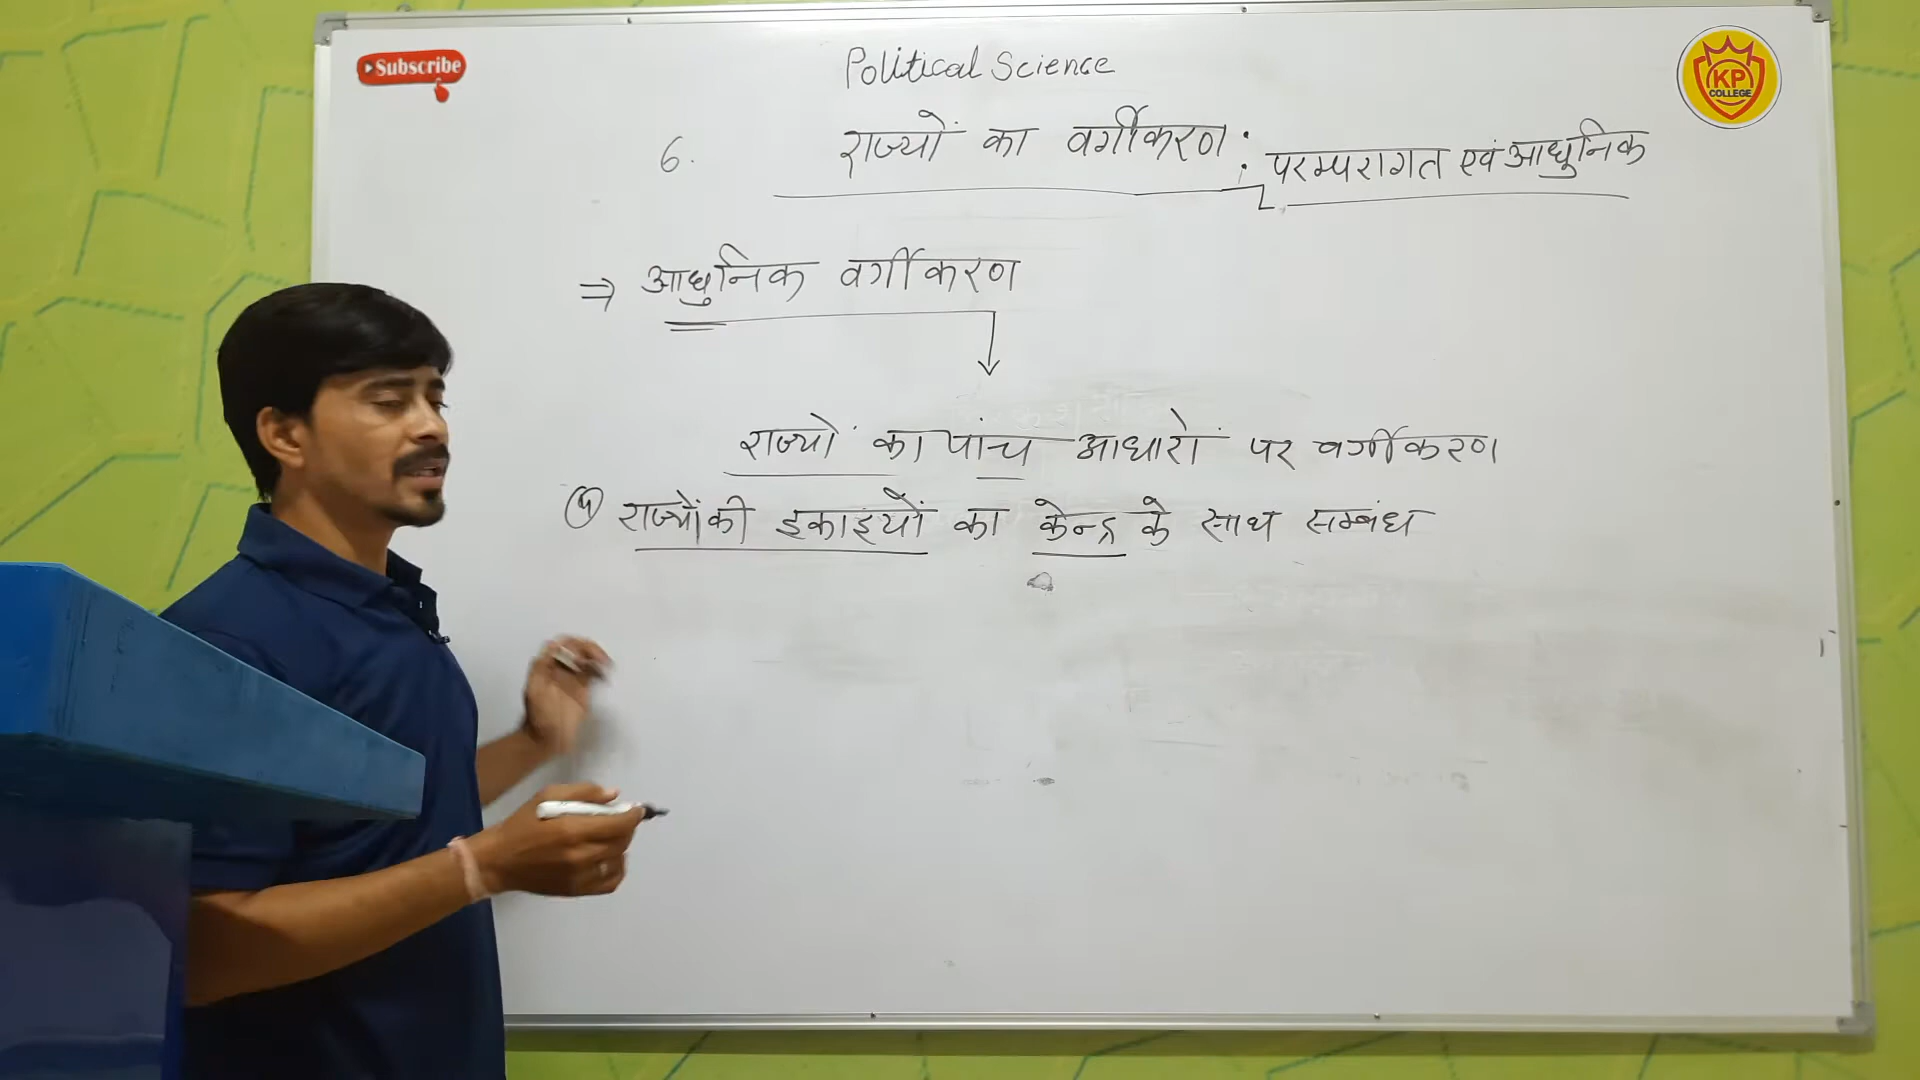 Subscribe
Political Science
KP
COLLEGE
6. राज्यों का वर्गीकरण : परम्परागत एवं आधुनिक
⇒ आधुनिक वर्गीकरण
राज्यों का पांच आधारों पर वर्गीकरण
५ राज्यों की इकाइयों का केन्द्र के साथ सम्बंध